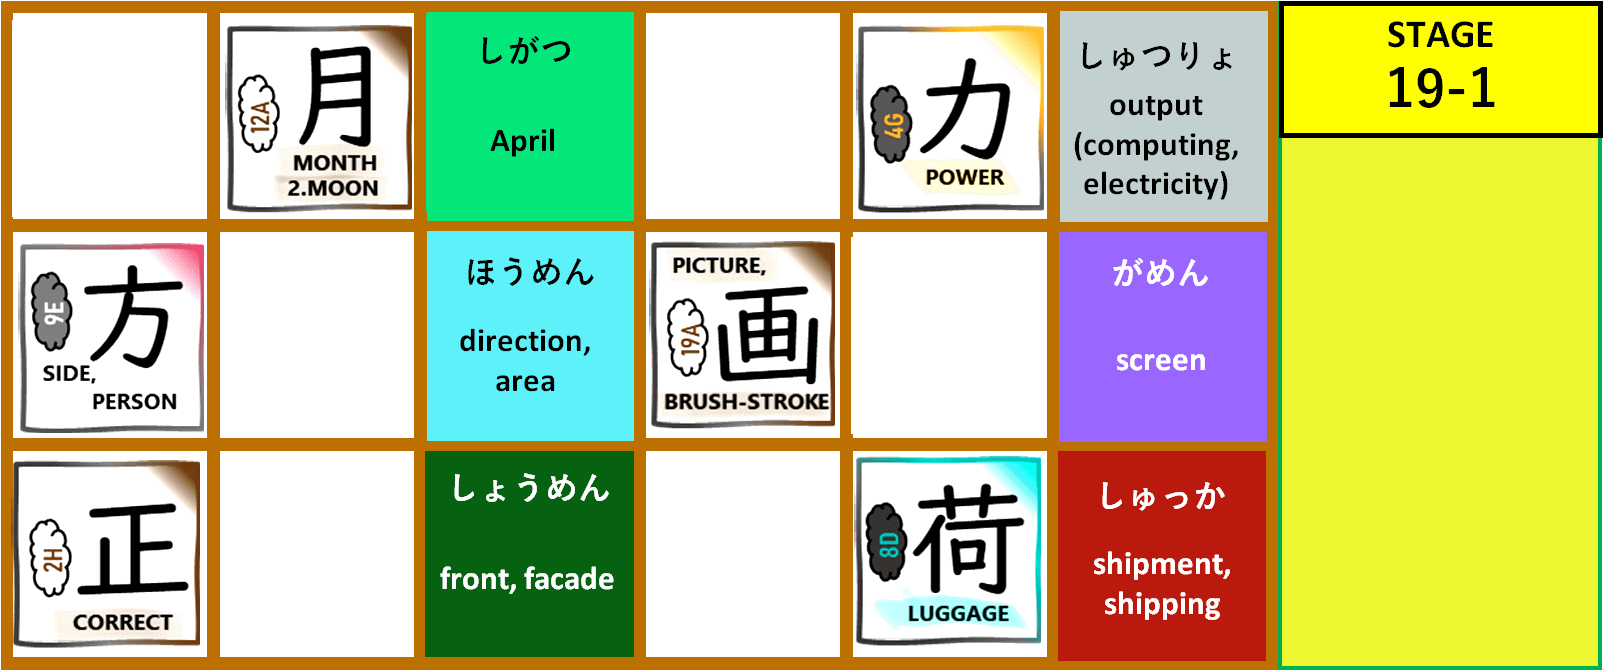 12A
月
MONTH
2.MOON
しがつ
April
4G
力
POWER
しゅつりょ
output
(computing,
electricity)
STAGE
19-1
9E
方
SIDE,
PERSON
ほうめん
direction,
area
PICTURE,
19A
画
BRUSH-STROKE
がめん
screen
2H
正
CORRECT
しょうめん
front, facade
8D
荷
LUGGAGE
しゅっか
shipment,
shipping